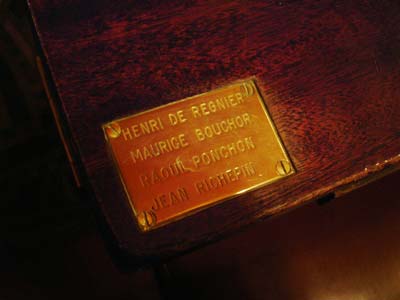 HENRI DE REGNIER
MAURICE BOUCHOR
RAOUL PONCHON
JEAN RICHEPIN